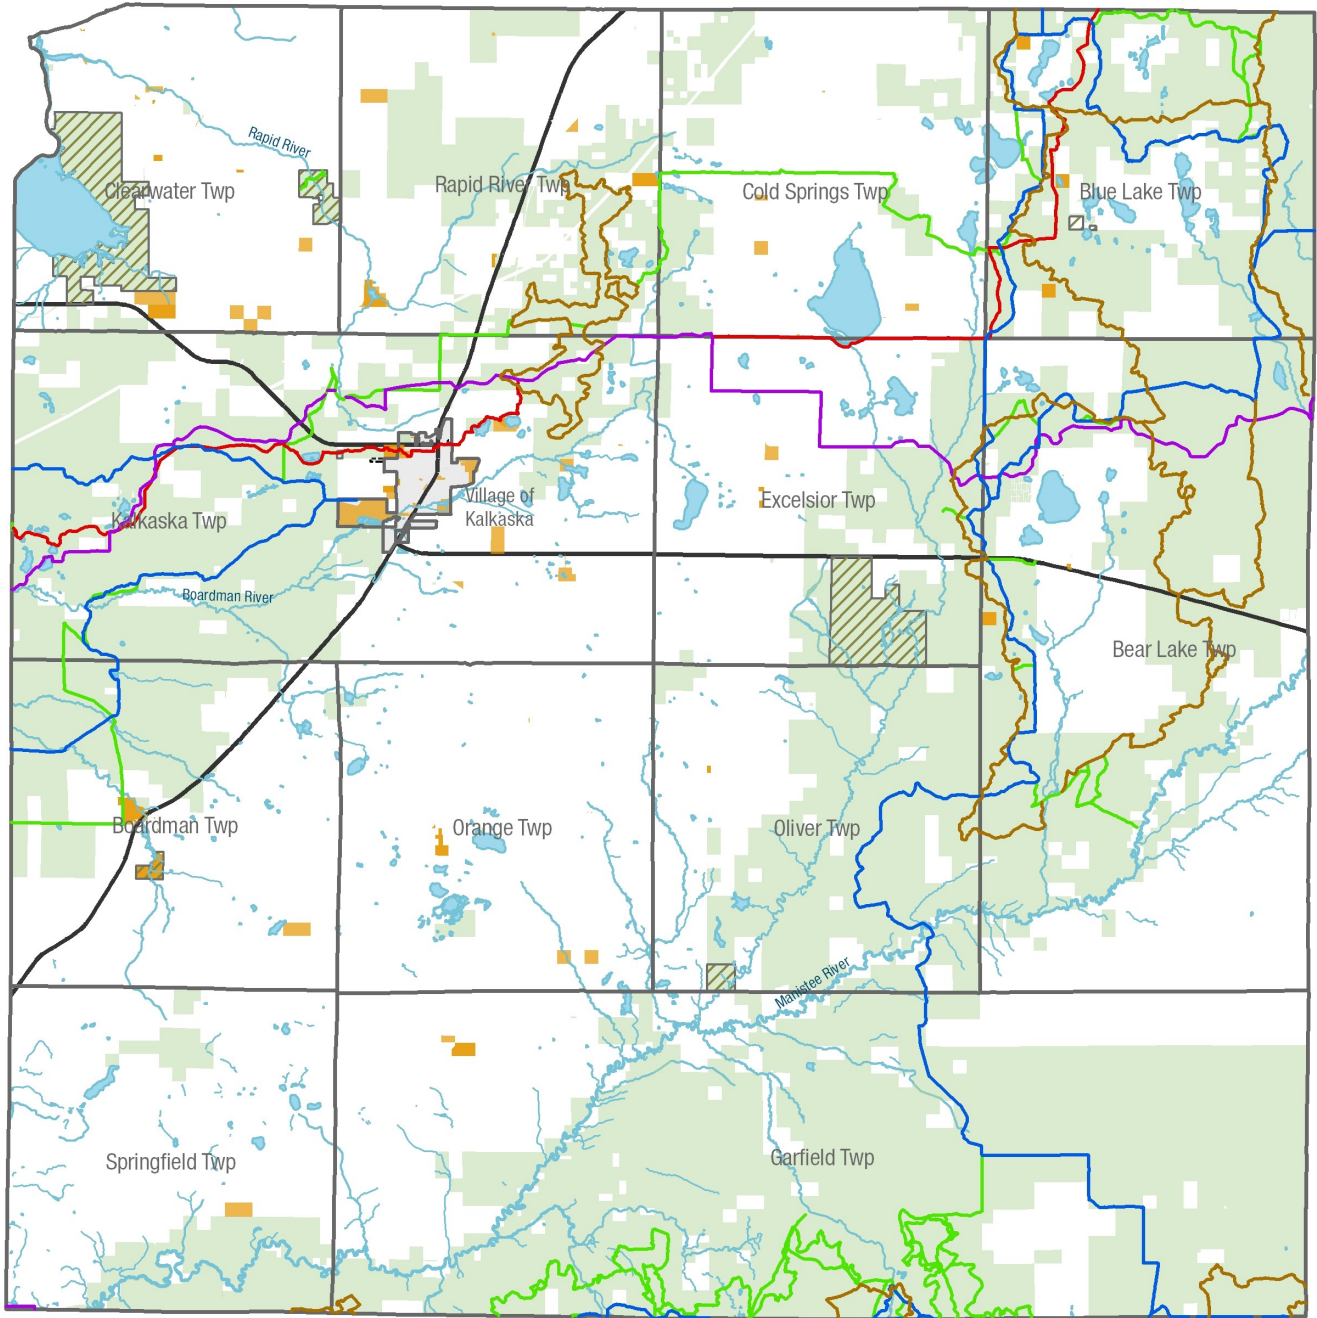 Rapid River
Clearwater Twp
Rapid River Twp
Cold Springs Twp
Blue Lake Twp
Village of
Kalkaska
Excelsior Twp
Kalkaska Twp
Boardman River
Bear Lake Twp
Boardman Twp
Orange Twp
Oliver Twp
Manistee River
Springfield Twp
Garfield Twp